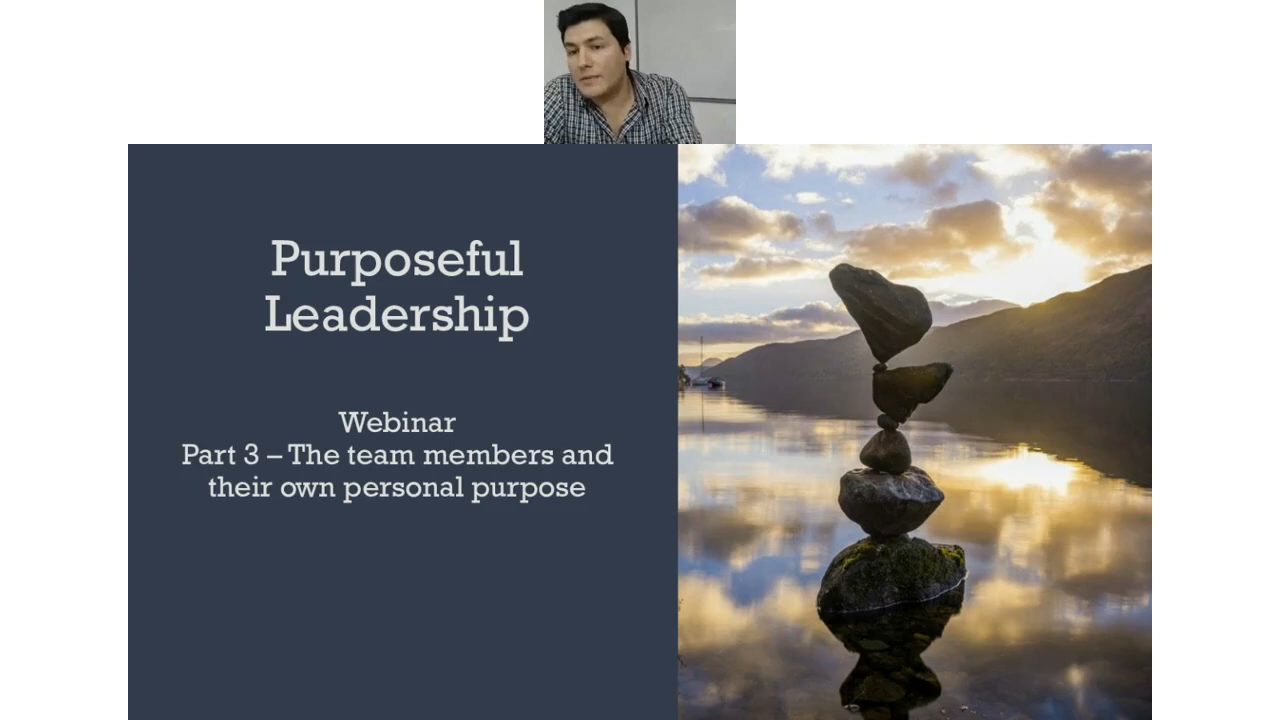 Purposeful
Leadership
Webinar
Part 3 – The team members and
their own personal purpose